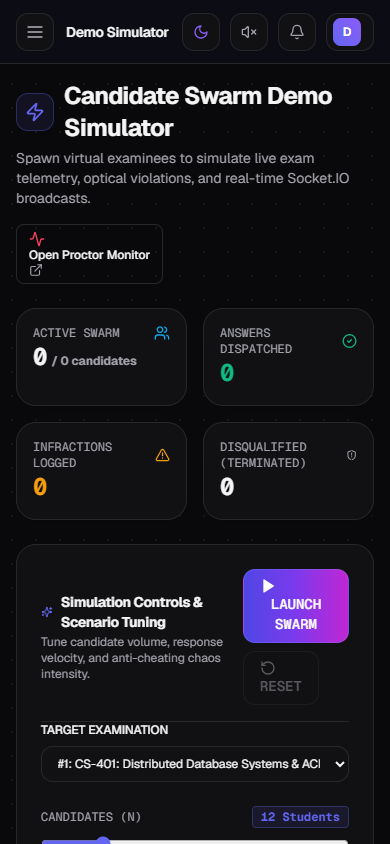 Demo Simulator
D
Candidate Swarm Demo
Simulator
Spawn virtual examinees to simulate live exam
telemetry, optical violations, and real-time Socket.IO
broadcasts.
Open Proctor Monitor
ACTIVE SWARM
0 / 0 candidates
ANSWERS
DISPATCHED
0
INFRACTIONS
LOGGED
0
DISQUALIFIED
(TERMINATED)
0
Simulation Controls &
Scenario Tuning
Tune candidate volume, response
velocity, and anti-cheating chaos
intensity.
LAUNCH
SWARM
RESET
TARGET EXAMINATION
#1: CS-401: Distributed Database Systems &
CANDIDATES (N)
12 Students